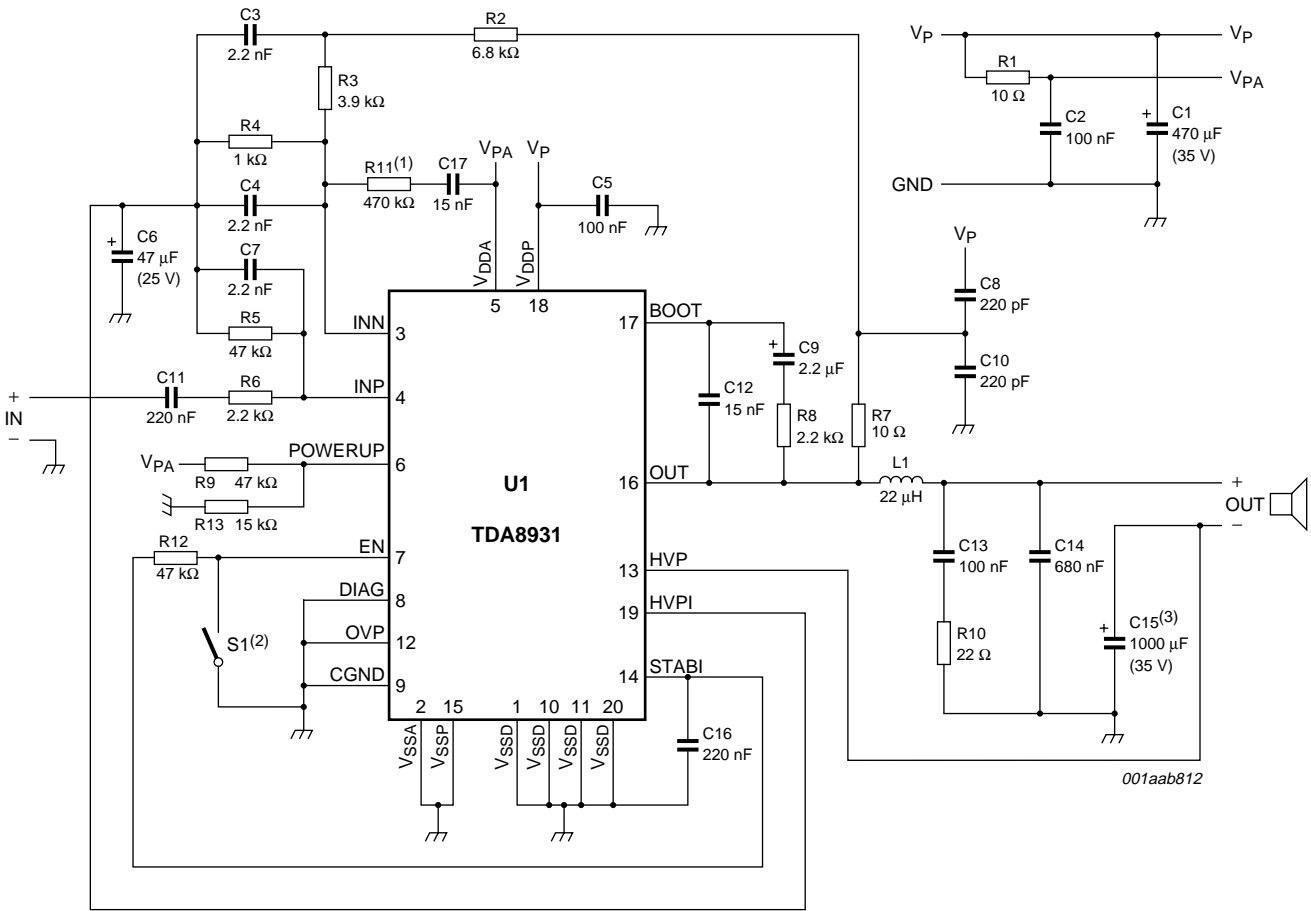 C3
2.2 nF
R2
6.8 kΩ
R3
3.9 kΩ
R4
1 kΩ
R11(1)
470 kΩ
C17
15 nF
VPA
VP
C4
2.2 nF
C5
100 nF
C6
+
47 μF
(25 V)
C7
2.2 nF
R5
47 kΩ
VDDA
VDDP
5
18
INN
3
C11
220 nF
R6
2.2 kΩ
INP
4
+
IN
−
POWERUP
6
VPA
R9
47 kΩ
R13
15 kΩ
R12
47 kΩ
EN
7
DIAG
8
OVP
12
CGND
9
S1(2)
U1
TDA8931
2
15
1
10
11
20
VSSA
VSSP
VSSD
VSSD
VSSD
VSSD
17
BOOT
16
OUT
13
HVP
19
HVPI
14
STABI
C16
220 nF
C12
15 nF
+
C9
2.2 μF
R8
2.2 kΩ
R7
10 Ω
L1
22 μH
VP
C8
220 pF
C10
220 pF
VP
VP
R1
10 Ω
VPA
C2
100 nF
+
C1
470 μF
(35 V)
GND
C13
100 nF
R10
22 Ω
C14
680 nF
+
C15(3)
1000 μF
(35 V)
+
OUT
−
001aab812